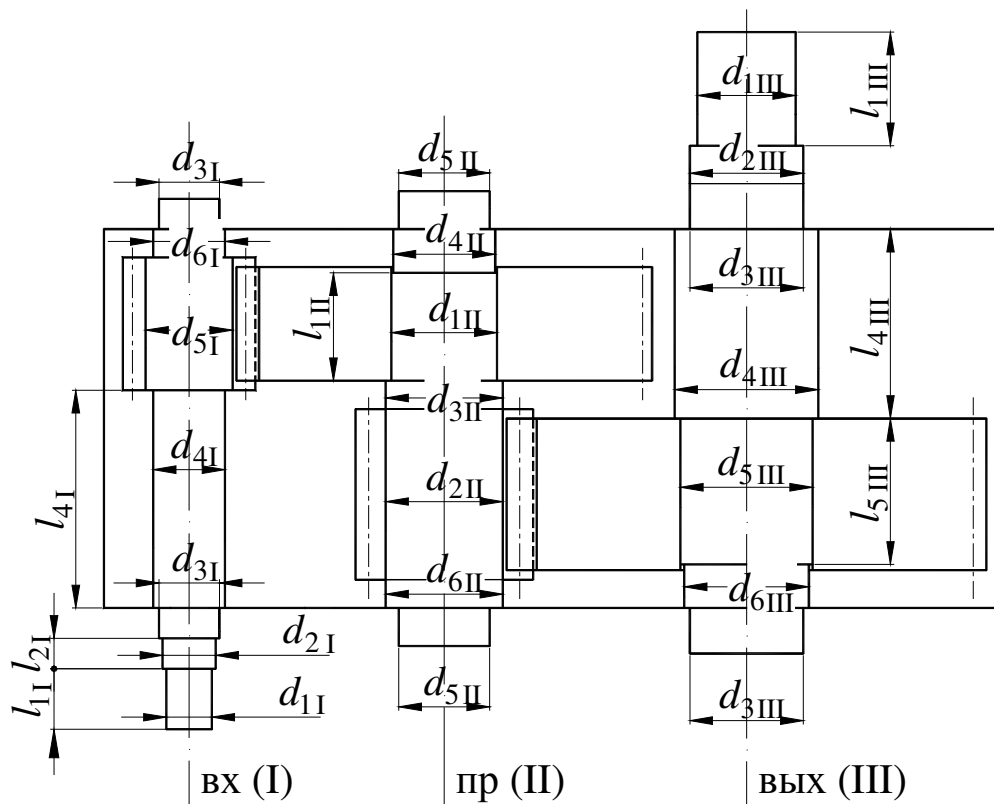 d1III
l1III
d5II
d2III
d3I
d4II
d6I
d3III
l1II
d1II
l4III
d5I
d4III
d3II
d4I
d5III
l5III
d2II
l4I
d3I
d6II
d6III
l2I
d2I
l1I
d1I
d5II
d3III
вх (I)
пр (II)
вых (III)